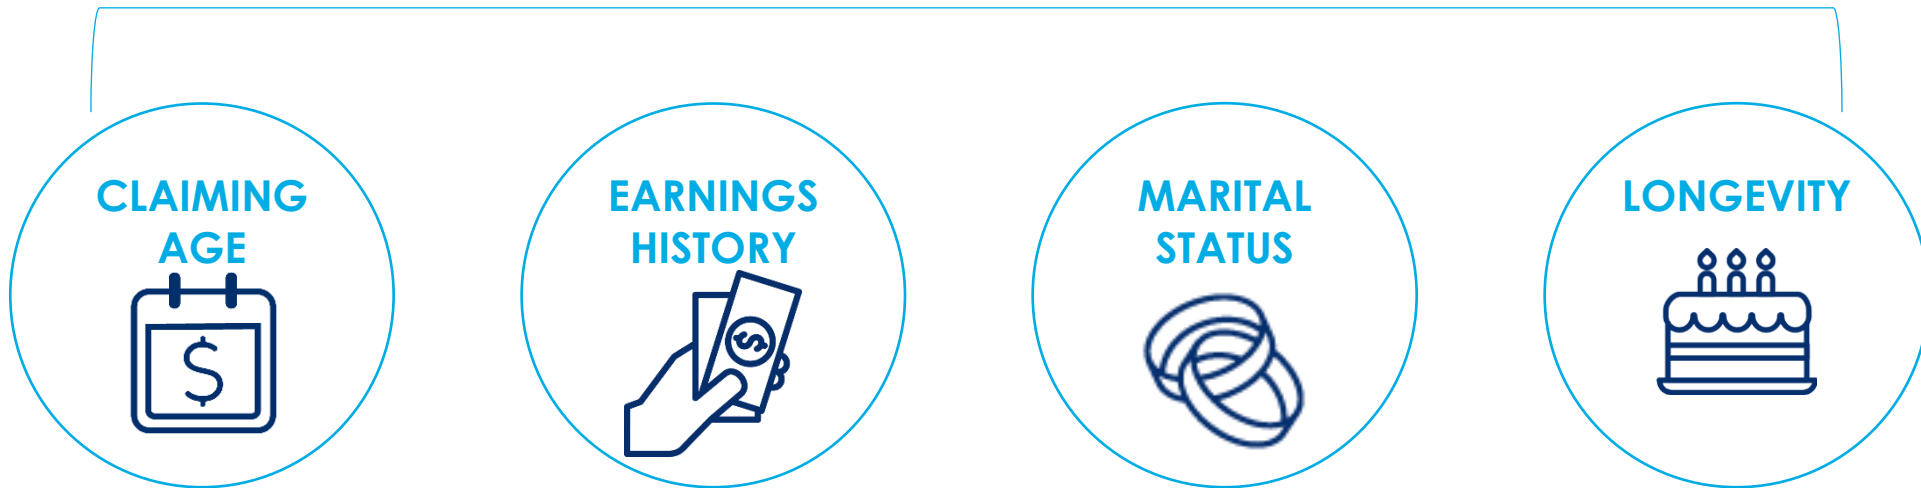 CLAIMING
AGE
$
EARNINGS
HISTORY
$
MARITAL
STATUS
LONGEVITY